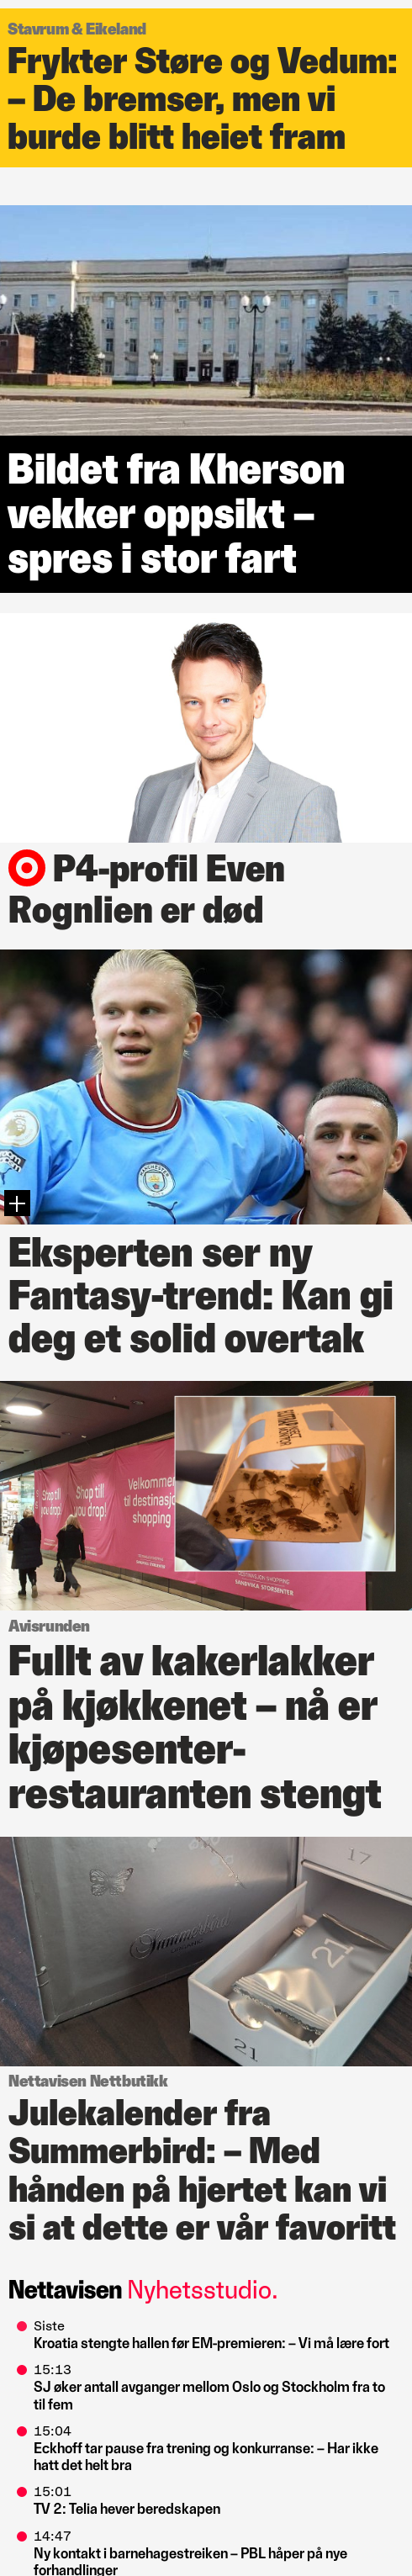 Stavrum & Eikeland
Frykter Støre og Vedum:
– De bremser, men vi
burde blitt heiet fram
Bildet fra Kherson
vekker oppsikt –
spres i stor fart
P4-profil Even
Rognlien er død
MANCHESTER
Eksperten ser ny
Fantasy-trend: Kan gi
deg et solid overtak
Shop till
you drop!
Shop till
you drop!
Velkommen
til destinasjon
shopping
SANDVIKA STORSENTER
Avisrunden
Fullt av kakerlakker
på kjøkkenet – nå er
kjøpesenter-
restauranten stengt
17
Summerbird
21
21
Nettavisen Nettbutikk
Julekalender fra
Summerbird: – Med
hånden på hjertet kan vi
si at dette er vår favoritt
Nettavisen Nyhetsstudio.
Siste
Kroatia stengte hallen før EM-premieren: – Vi må lære fort
15:13
SJ øker antall avganger mellom Oslo og Stockholm fra to
til fem
15:04
Eckhoff tar pause fra trening og konkurranse: – Har ikke
hatt det helt bra
15:01
TV 2: Telia hever beredskapen
14:47
Ny kontakt i barnehagestreiken – PBL håper på nye
forhandlinger